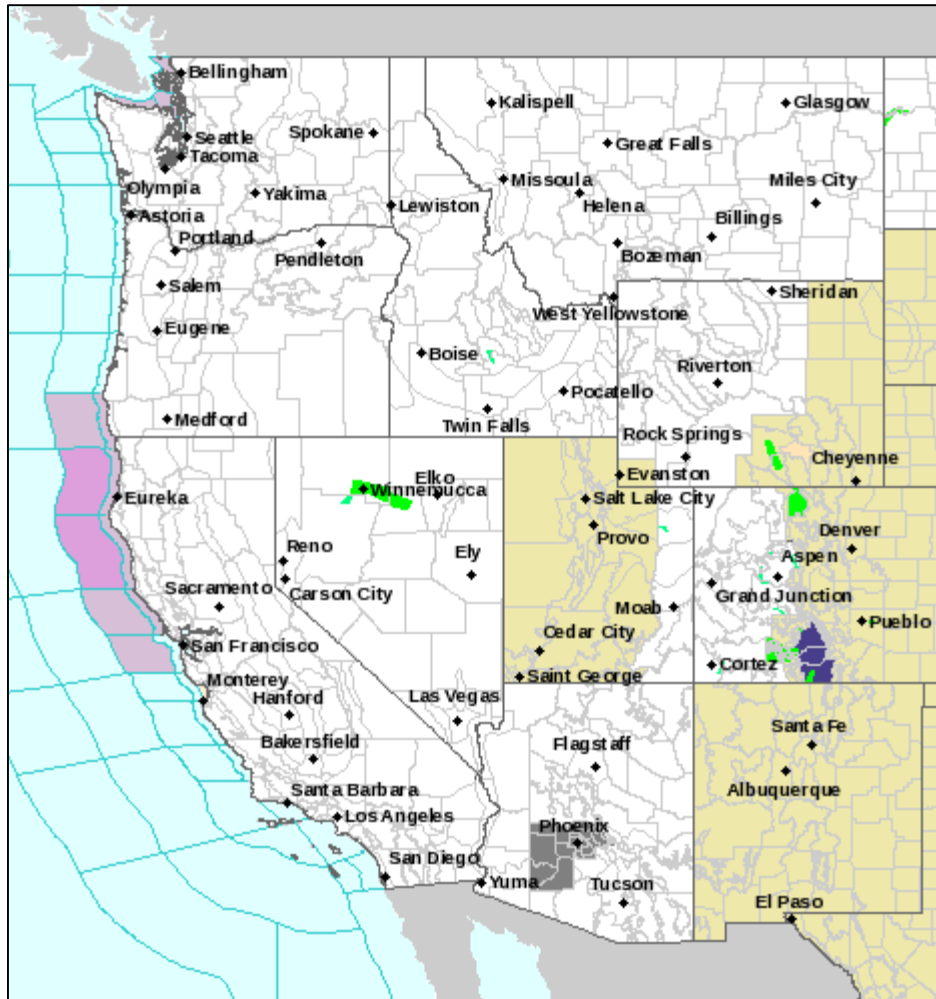 Bellingham
Kalispell
Glasgow
Seattle
Spokane
Great Falls
Tacoma
Missoula
Miles City
Olympia
Yakima
Lewiston
Helena
Astoria
Billings
Portland
Pendleton
Bozeman
Salem
Sheridan
West Yellowstone
Eugene
Boise
Riverton
Pocatello
Medford
Twin Falls
Rock Springs
Cheyenne
Elko
Evanston
Winnemucca
Eureka
Salt Lake City
Denver
Provo
Reno
Ely
Aspen
Sacramento
Carson City
Grand Junction
Moab
Pueblo
Cedar City
San Francisco
Cortez
Saint George
Monterey
Hanford
Las Vegas
Santa Fe
Bakersfield
Flagstaff
Albuquerque
Santa Barbara
Los Angeles
Phoenix
San Diego
Yuma
Tucson
El Paso